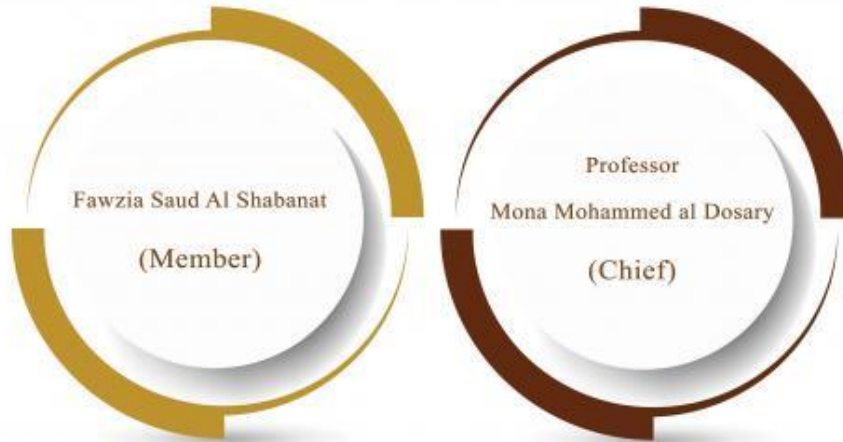 Fawzia Saud Al Shabanat
(Member)
Professor
Mona Mohammed al Dosary
(Chief)